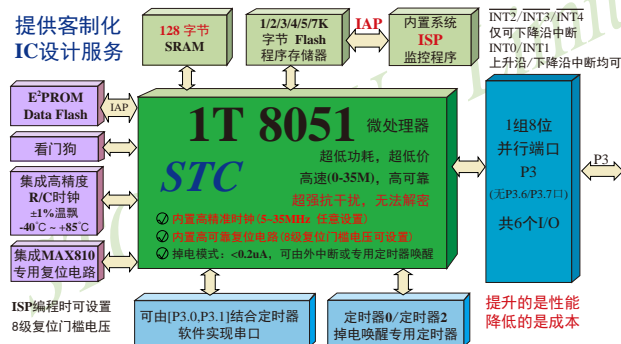 提供客制化
IC设计服务
128 字节
SRAM
1/2/3/4/5/7K
字节 Flash
程序存储器
IAP
内置系统
ISP
监控程序
INT2/INT3/INT4
仅可下降沿中断
INT0/INT1
上升沿/下降沿中断均可
E²PROM
Data Flash
IAP
看门狗
集成高精度
R/C时钟
±1%温飘
-40℃ ~ +85℃
集成MAX810
专用复位电路
ISP编程时可设置
8级复位门槛电压
1T 8051 微处理器
STC
超低功耗，超低价
高速(0-35M)，高可靠
超强抗干扰，无法解密
内置高精准时钟(5~35MHz 任意设置)
内置高可靠复位电路(8级复位门槛电压可设置)
掉电模式：<0.2uA，可由外中断或专用定时器唤醒
1组8位
并行端口
P3
(无P3.6/P3.7口)
共6个I/O
P3
可由[P3.0,P3.1]结合定时器
软件实现串口
定时器0/定时器2
掉电唤醒专用定时器
提升的是性能
降低的是成本